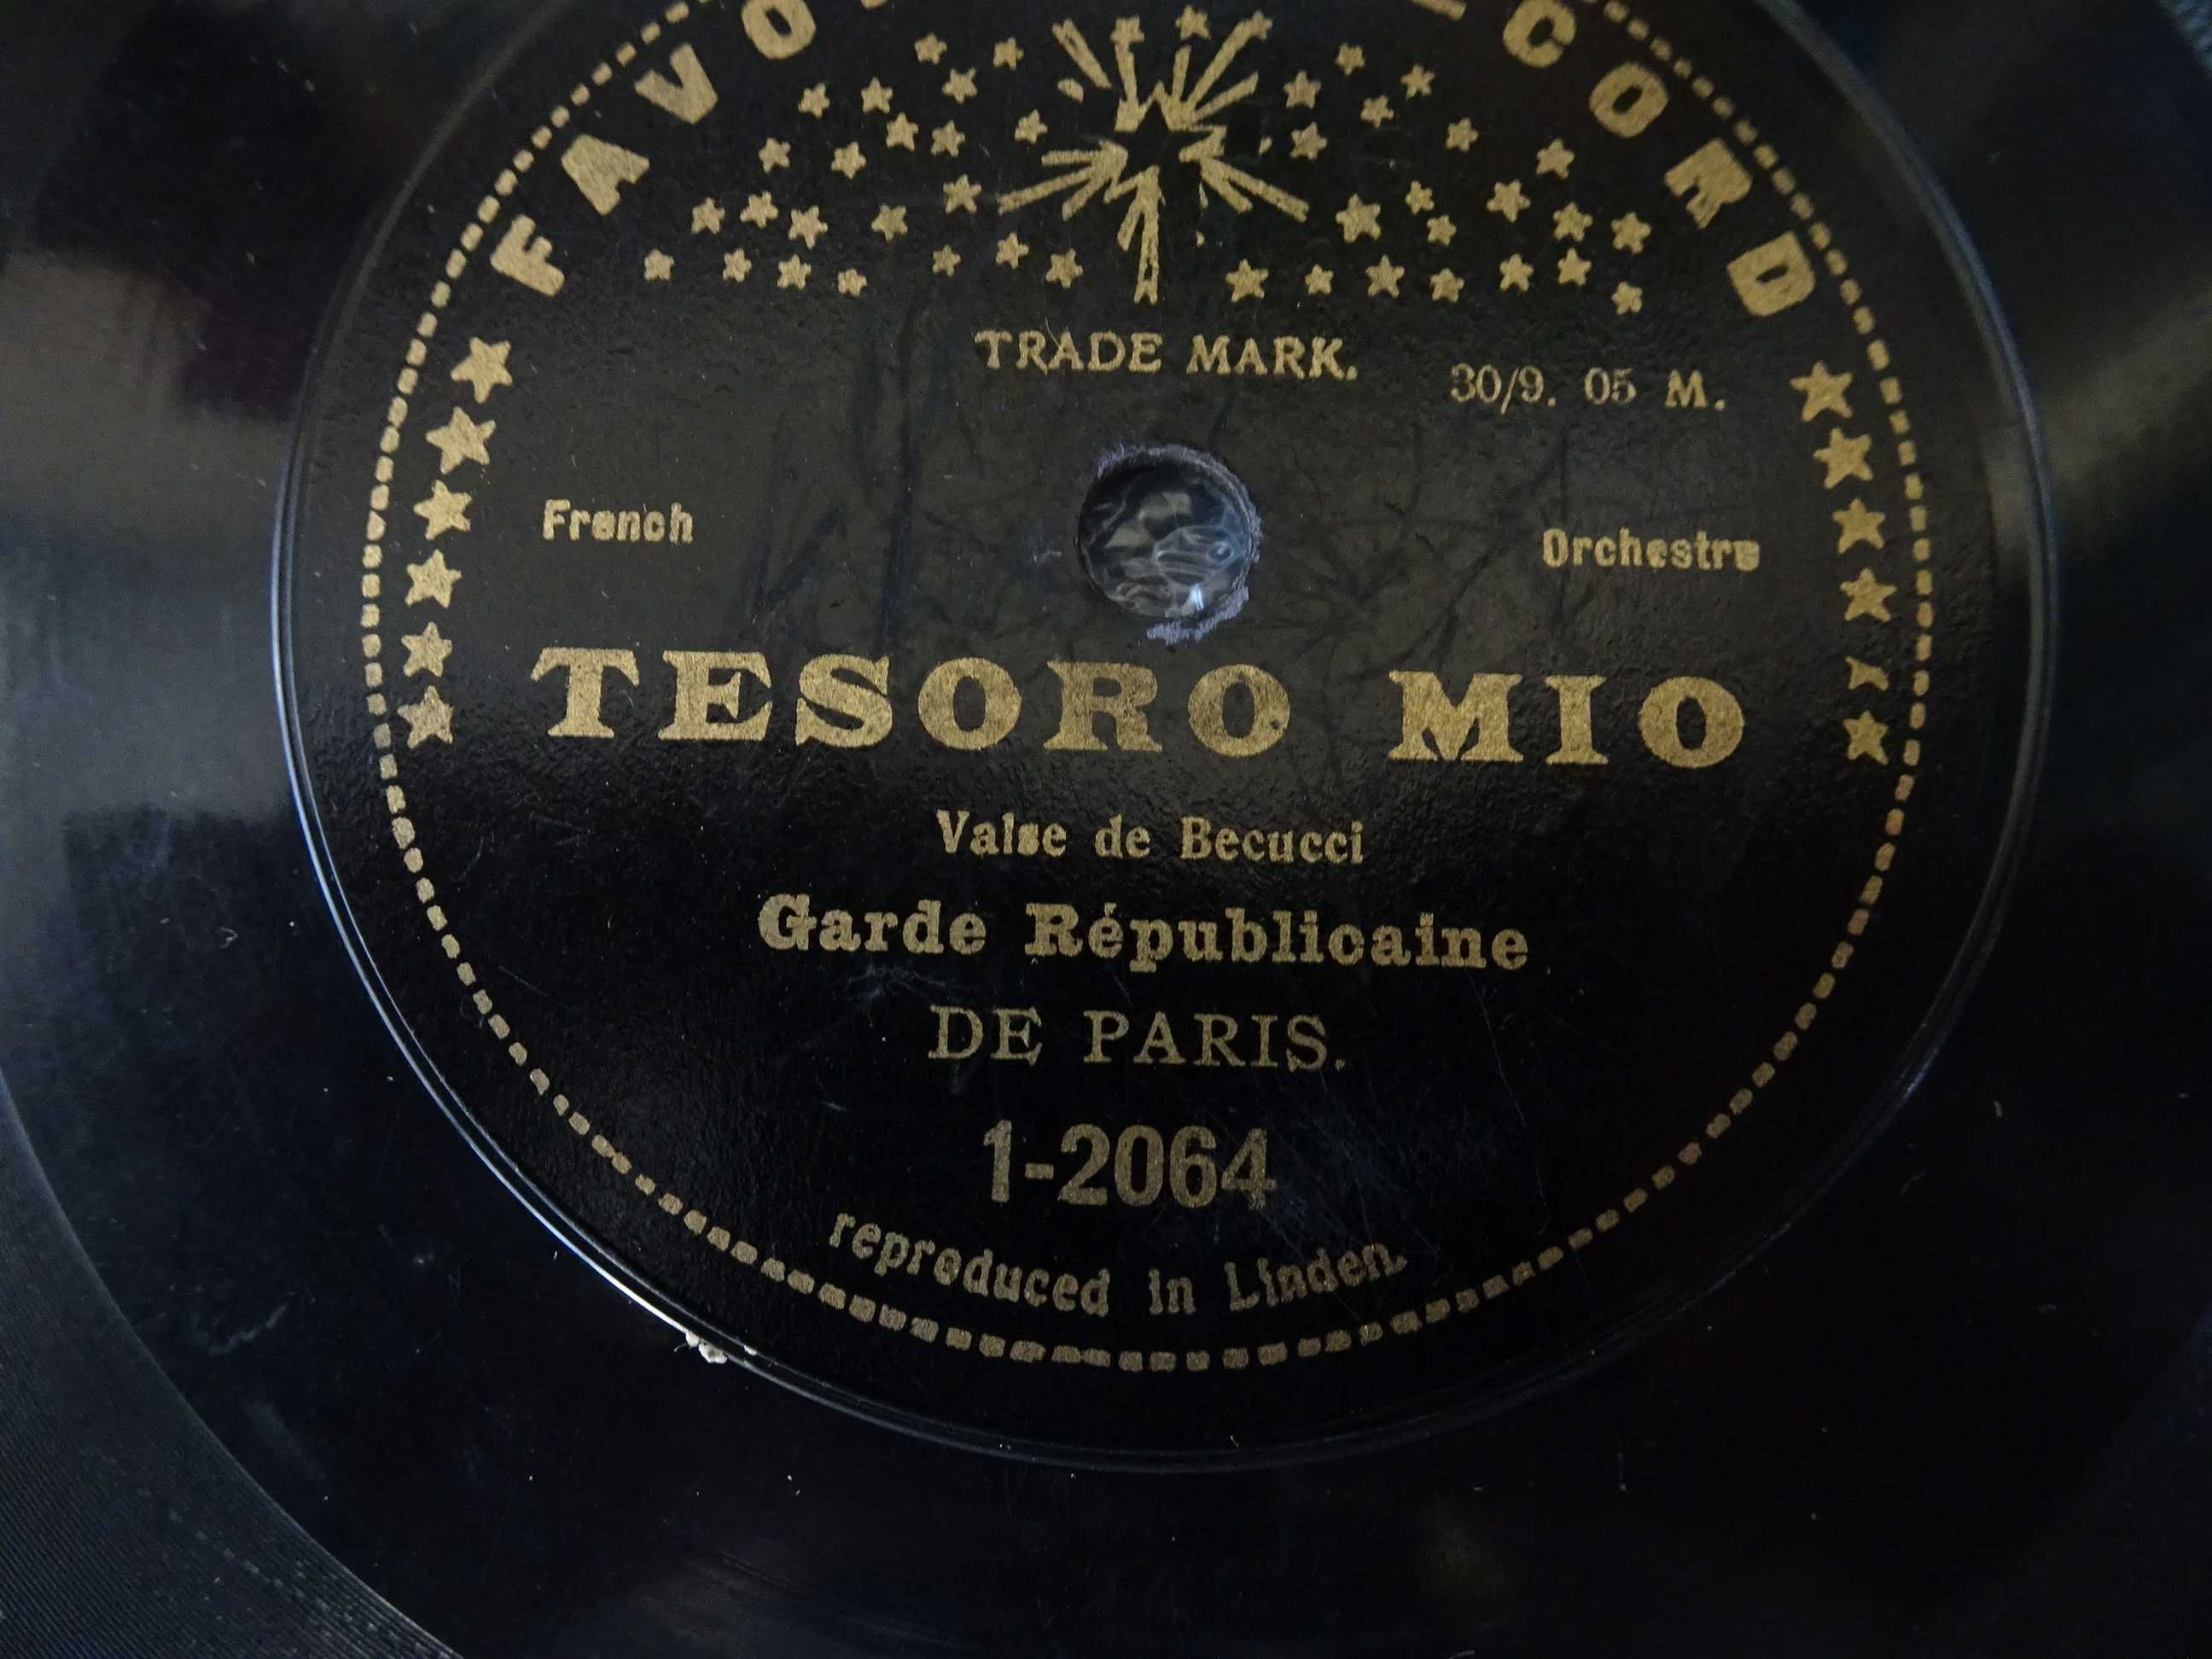 FAVO CORD
TRADE MARK.
30/9. 05 M.
French Orchestre
TESORO MIO
Valse de Becucci
Garde Républicaine
DE PARIS.
1-2064
reproduced in Linden.